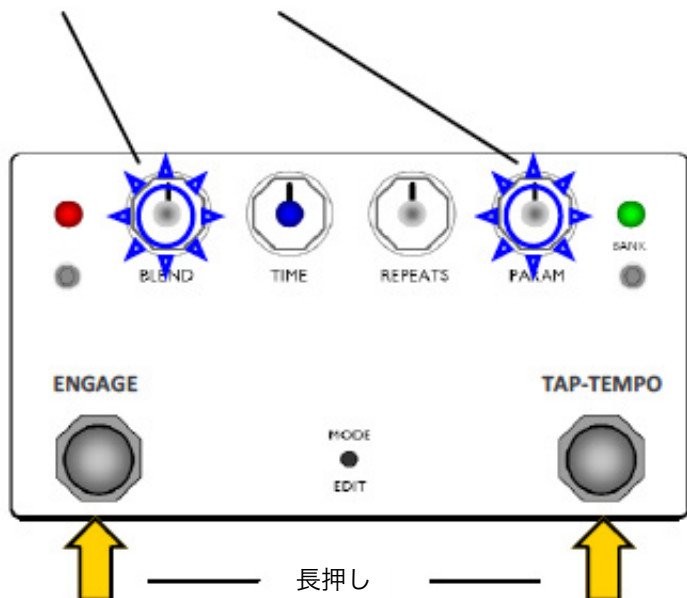 BANK
BLEND TIME REPEATS PARAM
ENGAGE TAP-TEMPO
MODE
EDIT
長押し